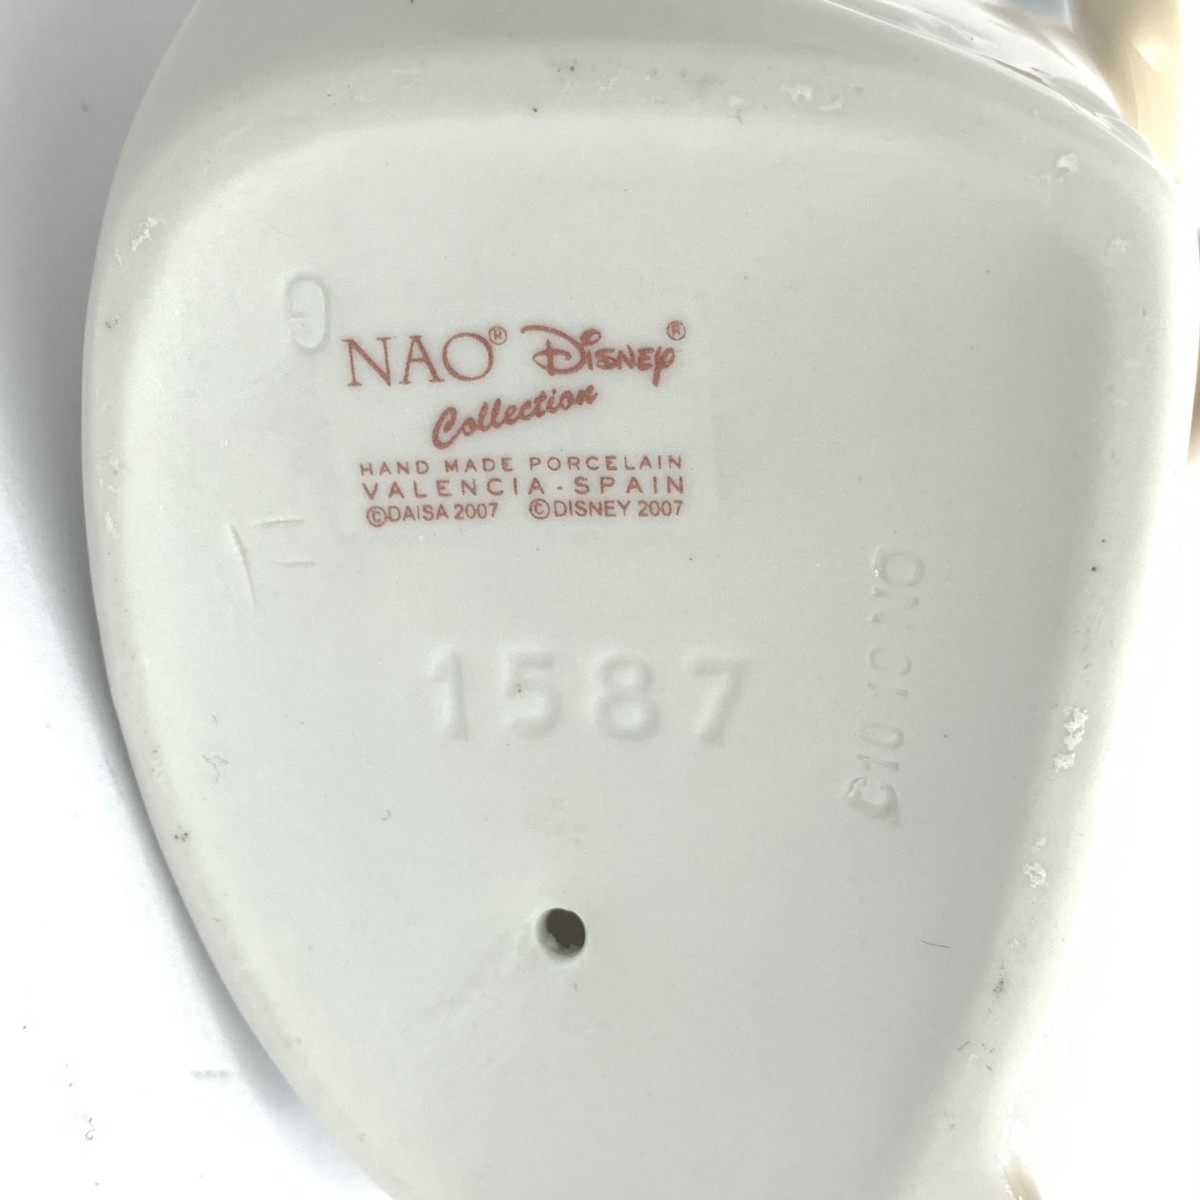 G
NAO® DISNEY®
Collection
HAND MADE PORCELAIN
VALENCIA-SPAIN
©DAISA 2007 ©DISNEY 2007
1587